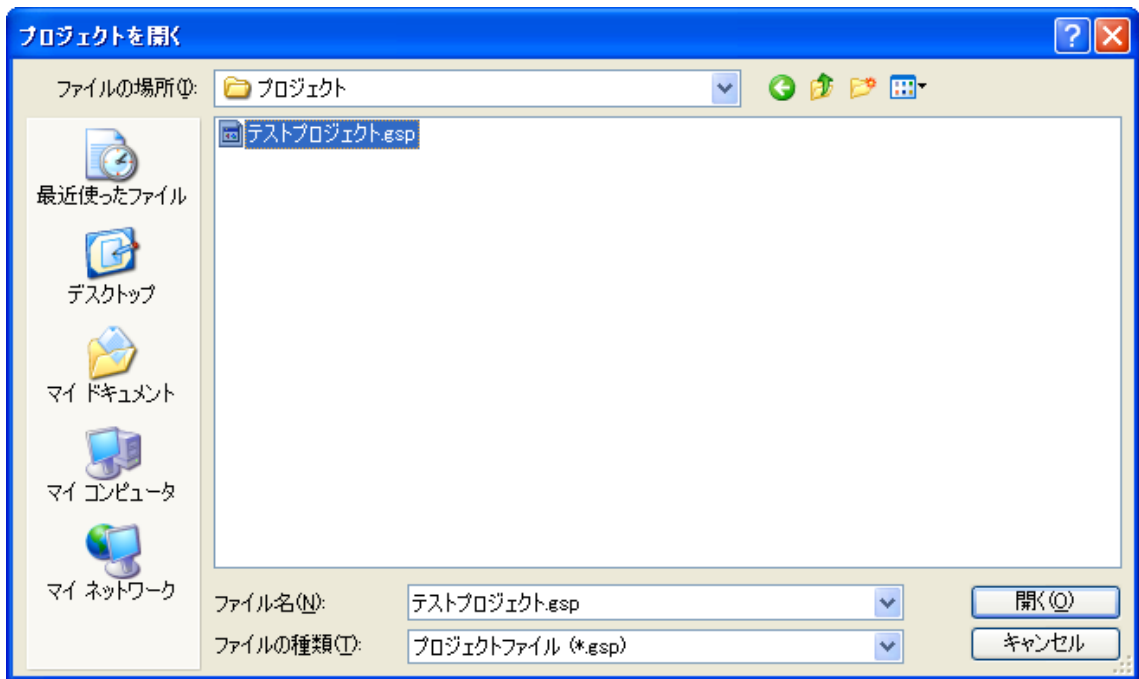 プロジェクトを開く
ファイルの場所(I):
プロジェクト
テストプロジェクト.gsp
最近使ったファイル
デスクトップ
マイ ドキュメント
マイ コンピュータ
マイ ネットワーク
ファイル名(N):
テストプロジェクト.gsp
開く(O)
ファイルの種類(T):
プロジェクトファイル (*.gsp)
キャンセル